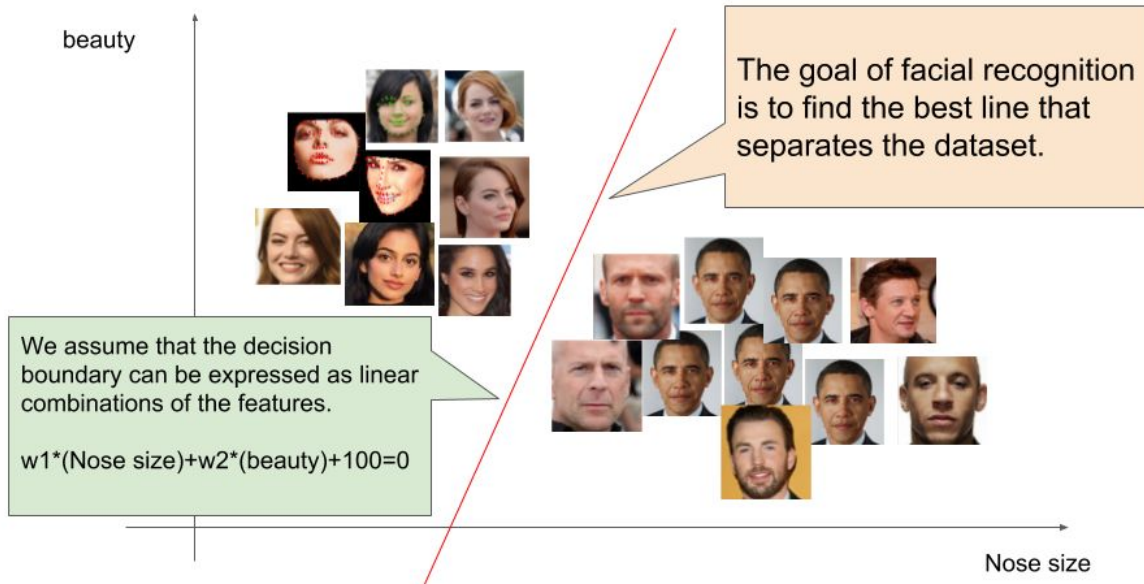 beauty
The goal of facial recognition
is to find the best line that
separates the dataset.
We assume that the decision
boundary can be expressed as linear
combinations of the features.
w1*(Nose size)+w2*(beauty)+100=0
Nose size